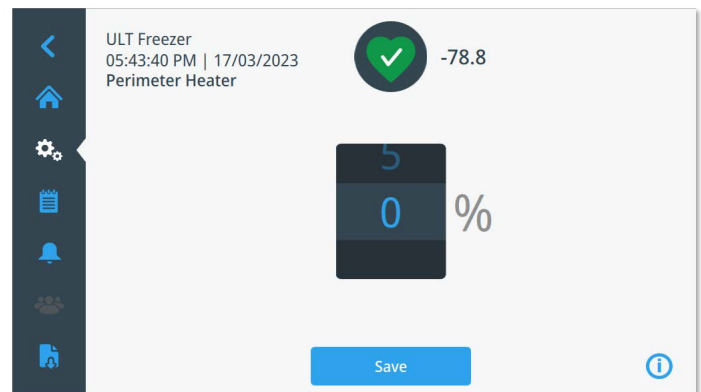 ULT Freezer
05:43:40 PM | 17/03/2023
Perimeter Heater
-78.8
5
0 %
Save